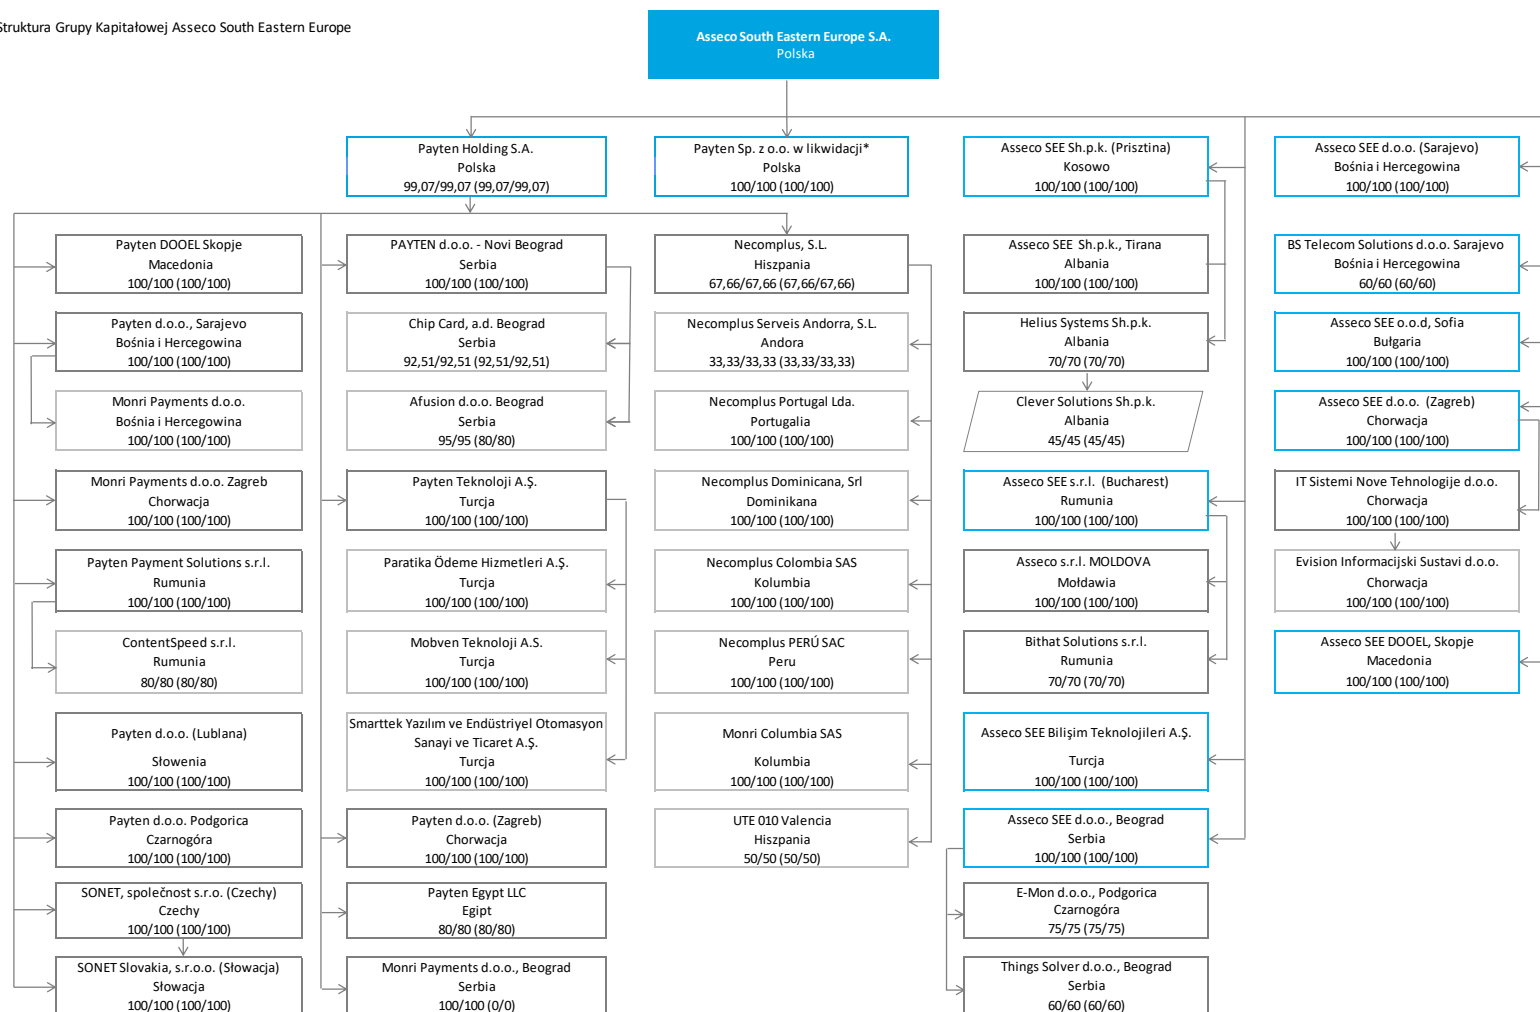 Struktura Grupy Kapitałowej Asseco South Eastern Europe
Asseco South Eastern Europe S.A.
Polska
Payten Holding S.A.
Polska
99,07/99,07 (99,07/99,07)
Payten Sp. z o.o. w likwidacji*
Polska
100/100 (100/100)
Asseco SEE Sh.p.k. (Prisztina)
Kosowo
100/100 (100/100)
Asseco SEE d.o.o. (Sarajevo)
Bośnia i Hercegowina
100/100 (100/100)
Payten DOOEL Skopje
Macedonia
100/100 (100/100)
PAYTEN d.o.o. - Novi Beograd
Serbia
100/100 (100/100)
Necomplus, S.L.
Hiszpania
67,66/67,66 (67,66/67,66)
Asseco SEE Sh.p.k., Tirana
Albania
100/100 (100/100)
BS Telecom Solutions d.o.o. Sarajevo
Bośnia i Hercegowina
60/60 (60/60)
Payten d.o.o., Sarajevo
Bośnia i Hercegowina
100/100 (100/100)
Chip Card, a.d. Beograd
Serbia
92,51/92,51 (92,51/92,51)
Necomplus Serveis Andorra, S.L.
Andora
33,33/33,33 (33,33/33,33)
Helius Systems Sh.p.k.
Albania
70/70 (70/70)
Asseco SEE o.o.d, Sofia
Bułgaria
100/100 (100/100)
Monri Payments d.o.o.
Bośnia i Hercegowina
100/100 (100/100)
Afusion d.o.o. Beograd
Serbia
95/95 (80/80)
Necomplus Portugal Lda.
Portugalia
100/100 (100/100)
Clever Solutions Sh.p.k.
Albania
45/45 (45/45)
Asseco SEE d.o.o. (Zagreb)
Chorwacja
100/100 (100/100)
Monri Payments d.o.o. Zagreb
Chorwacja
100/100 (100/100)
Payten Teknoloji A.Ş.
Turcja
100/100 (100/100)
Necomplus Dominicana, Srl
Dominikana
100/100 (100/100)
Asseco SEE s.r.l. (Bucharest)
Rumunia
100/100 (100/100)
IT Sistemi Nove Tehnologije d.o.o.
Chorwacja
100/100 (100/100)
Payten Payment Solutions s.r.l.
Rumunia
100/100 (100/100)
Paratika Ödeme Hizmetleri A.Ş.
Turcja
100/100 (100/100)
Necomplus Colombia SAS
Kolumbia
100/100 (100/100)
Asseco s.r.l. MOLDOVA
Mołdawia
100/100 (100/100)
Evision Informacijski Sustavi d.o.o.
Chorwacja
100/100 (100/100)
ContentSpeed s.r.l.
Rumunia
80/80 (80/80)
Mobven Teknoloji A.S.
Turcja
100/100 (100/100)
Necomplus PERÚ SAC
Peru
100/100 (100/100)
Bithat Solutions s.r.l.
Rumunia
70/70 (70/70)
Asseco SEE DOOEL, Skopje
Macedonia
100/100 (100/100)
Payten d.o.o. (Lublana)
Słowenia
100/100 (100/100)
Smarttek Yazılım ve Endüstriyel Otomasyon
Sanayi ve Ticaret A.Ş.
Turcja
100/100 (100/100)
Monri Columbia SAS
Kolumbia
100/100 (100/100)
Asseco SEE Bilişim Teknolojileri A.Ş.
Turcja
100/100 (100/100)
Payten d.o.o. Podgorica
Czarnogóra
100/100 (100/100)
Payten d.o.o. (Zagreb)
Chorwacja
100/100 (100/100)
UTE 010 Valencia
Hiszpania
50/50 (50/50)
Asseco SEE d.o.o., Beograd
Serbia
100/100 (100/100)
SONET, společnost s.r.o. (Czechy)
Czechy
100/100 (100/100)
Payten Egypt LLC
Egipt
80/80 (80/80)
E-Mon d.o.o., Podgorica
Czarnogóra
75/75 (75/75)
SONET Slovakia, s.r.o.o. (Słowacja)
Słowacja
100/100 (100/100)
Monri Payments d.o.o., Beograd
Serbia
100/100 (0/0)
Things Solver d.o.o., Beograd
Serbia
60/60 (60/60)